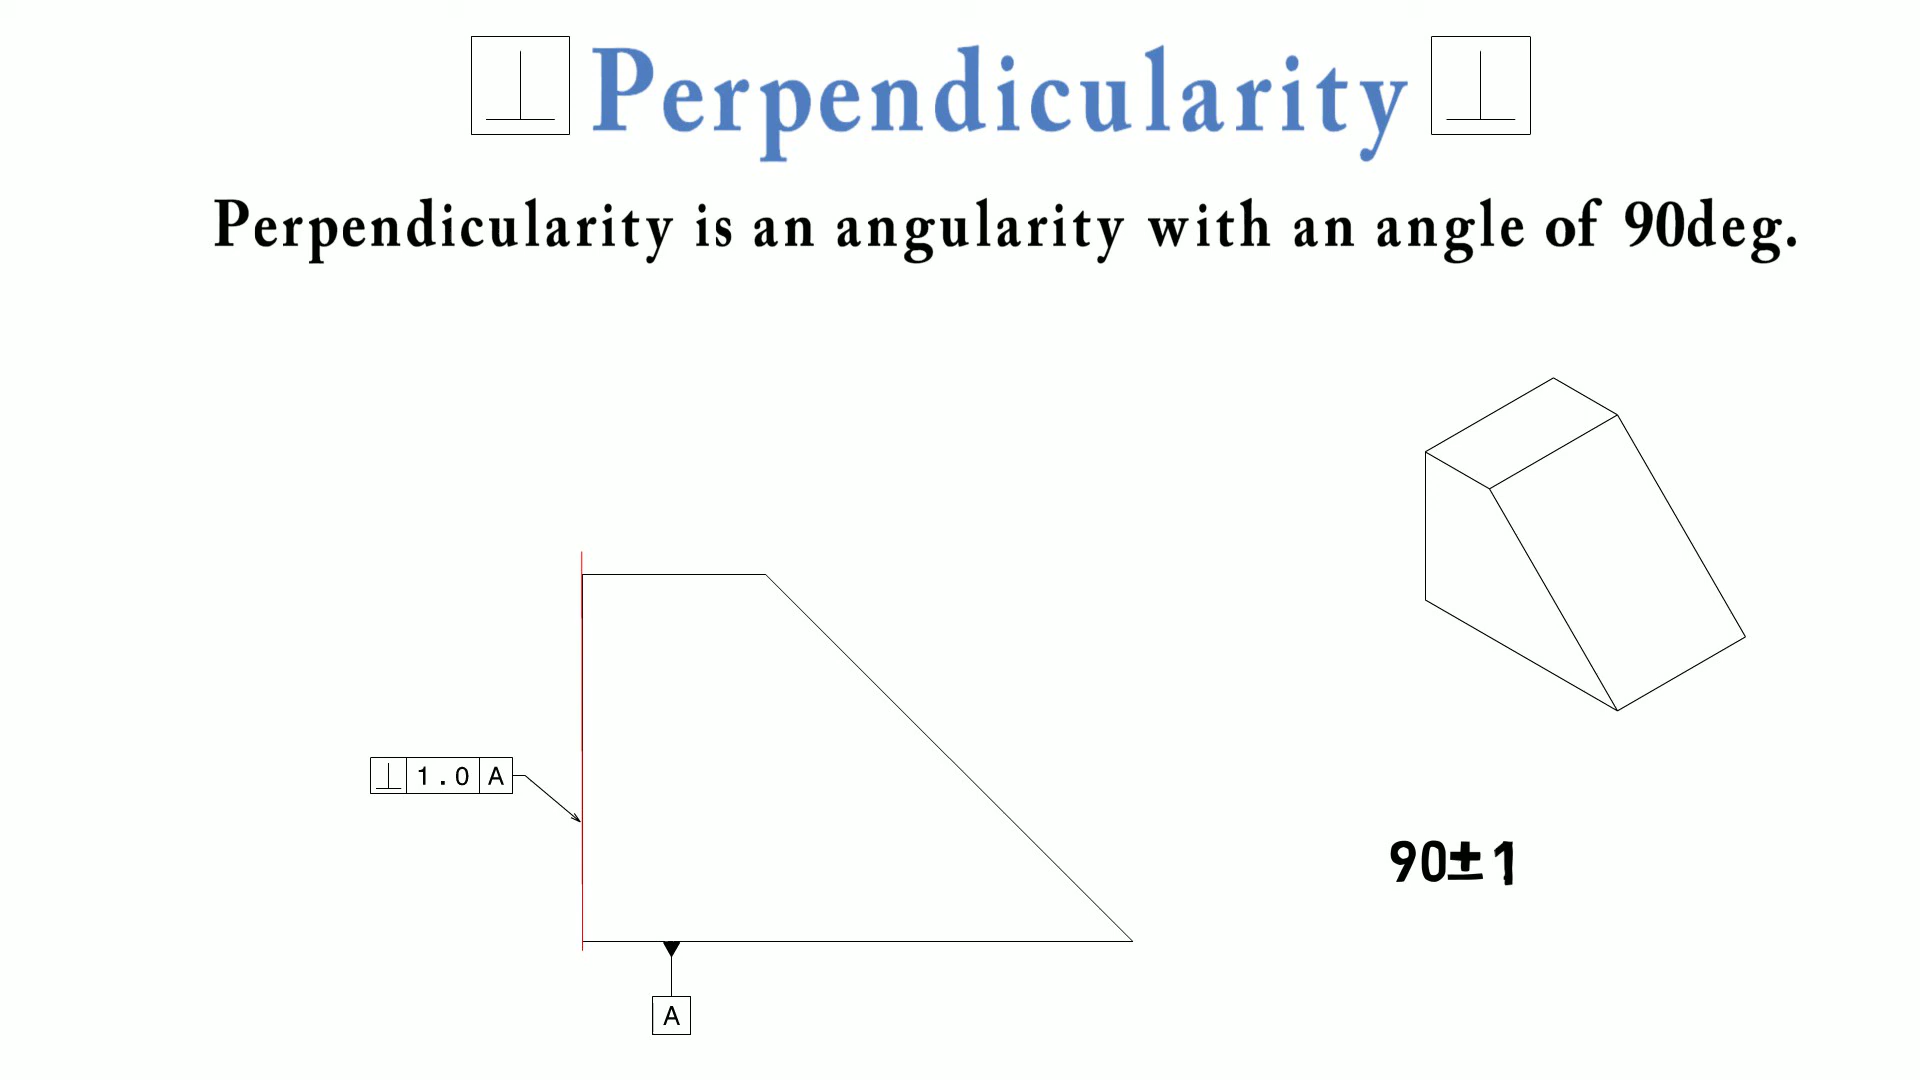 ⊥ Perpendicularity ⊥
Perpendicularity is an angularity with an angle of 90deg.
⊥ 1.0 A
90±1
A